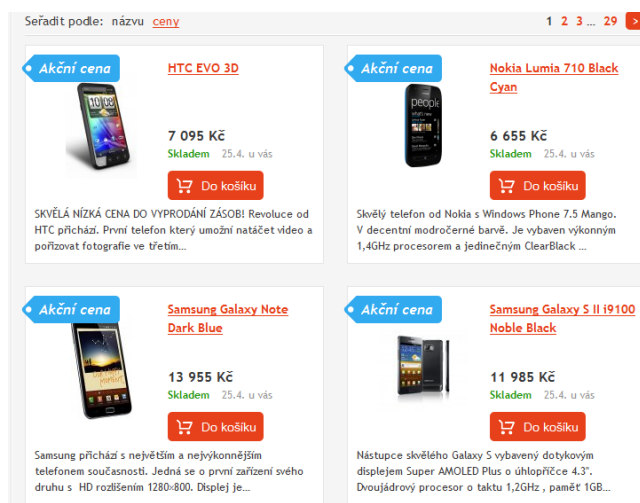 Seřadit podle: názvu ceny
1 2 3 … 29 >
Akční cena
HTC EVO 3D
7 095 Kč
Skladem 25.4. u vás
Do košíku
SKVĚLÁ NÍZKÁ CENA DO VYPRODÁNÍ ZÁSOB! Revoluce od
HTC přichází. První telefon který umožní natáčet video a
pořizovat fotografie ve třetím...
Akční cena
Nokia Lumia 710 Black
Cyan
6 655 Kč
Skladem 25.4. u vás
Do košíku
Skvělý telefon od Nokia s Windows Phone 7.5 Mango.
V decentní modročerné barvě. Je vybaven výkonným
1,4GHz procesorem a jedinečným ClearBlack ...
Akční cena
Samsung Galaxy Note
Dark Blue
13 955 Kč
Skladem 25.4. u vás
Do košíku
Samsung přichází s největším a nejvýkonnějším
telefonem současnosti. Jedná se o první zařízení svého
druhu s HD rozlišením 1280×800. Displej je...
Akční cena
Samsung Galaxy S II i9100
Noble Black
11 985 Kč
Skladem 25.4. u vás
Do košíku
Nástupce skvělého Galaxy S vybavený dotykovým
displejem Super AMOLED Plus o úhlopříčce 4.3".
Dvoujádrový procesor o taktu 1,2GHz , paměť 1GB...